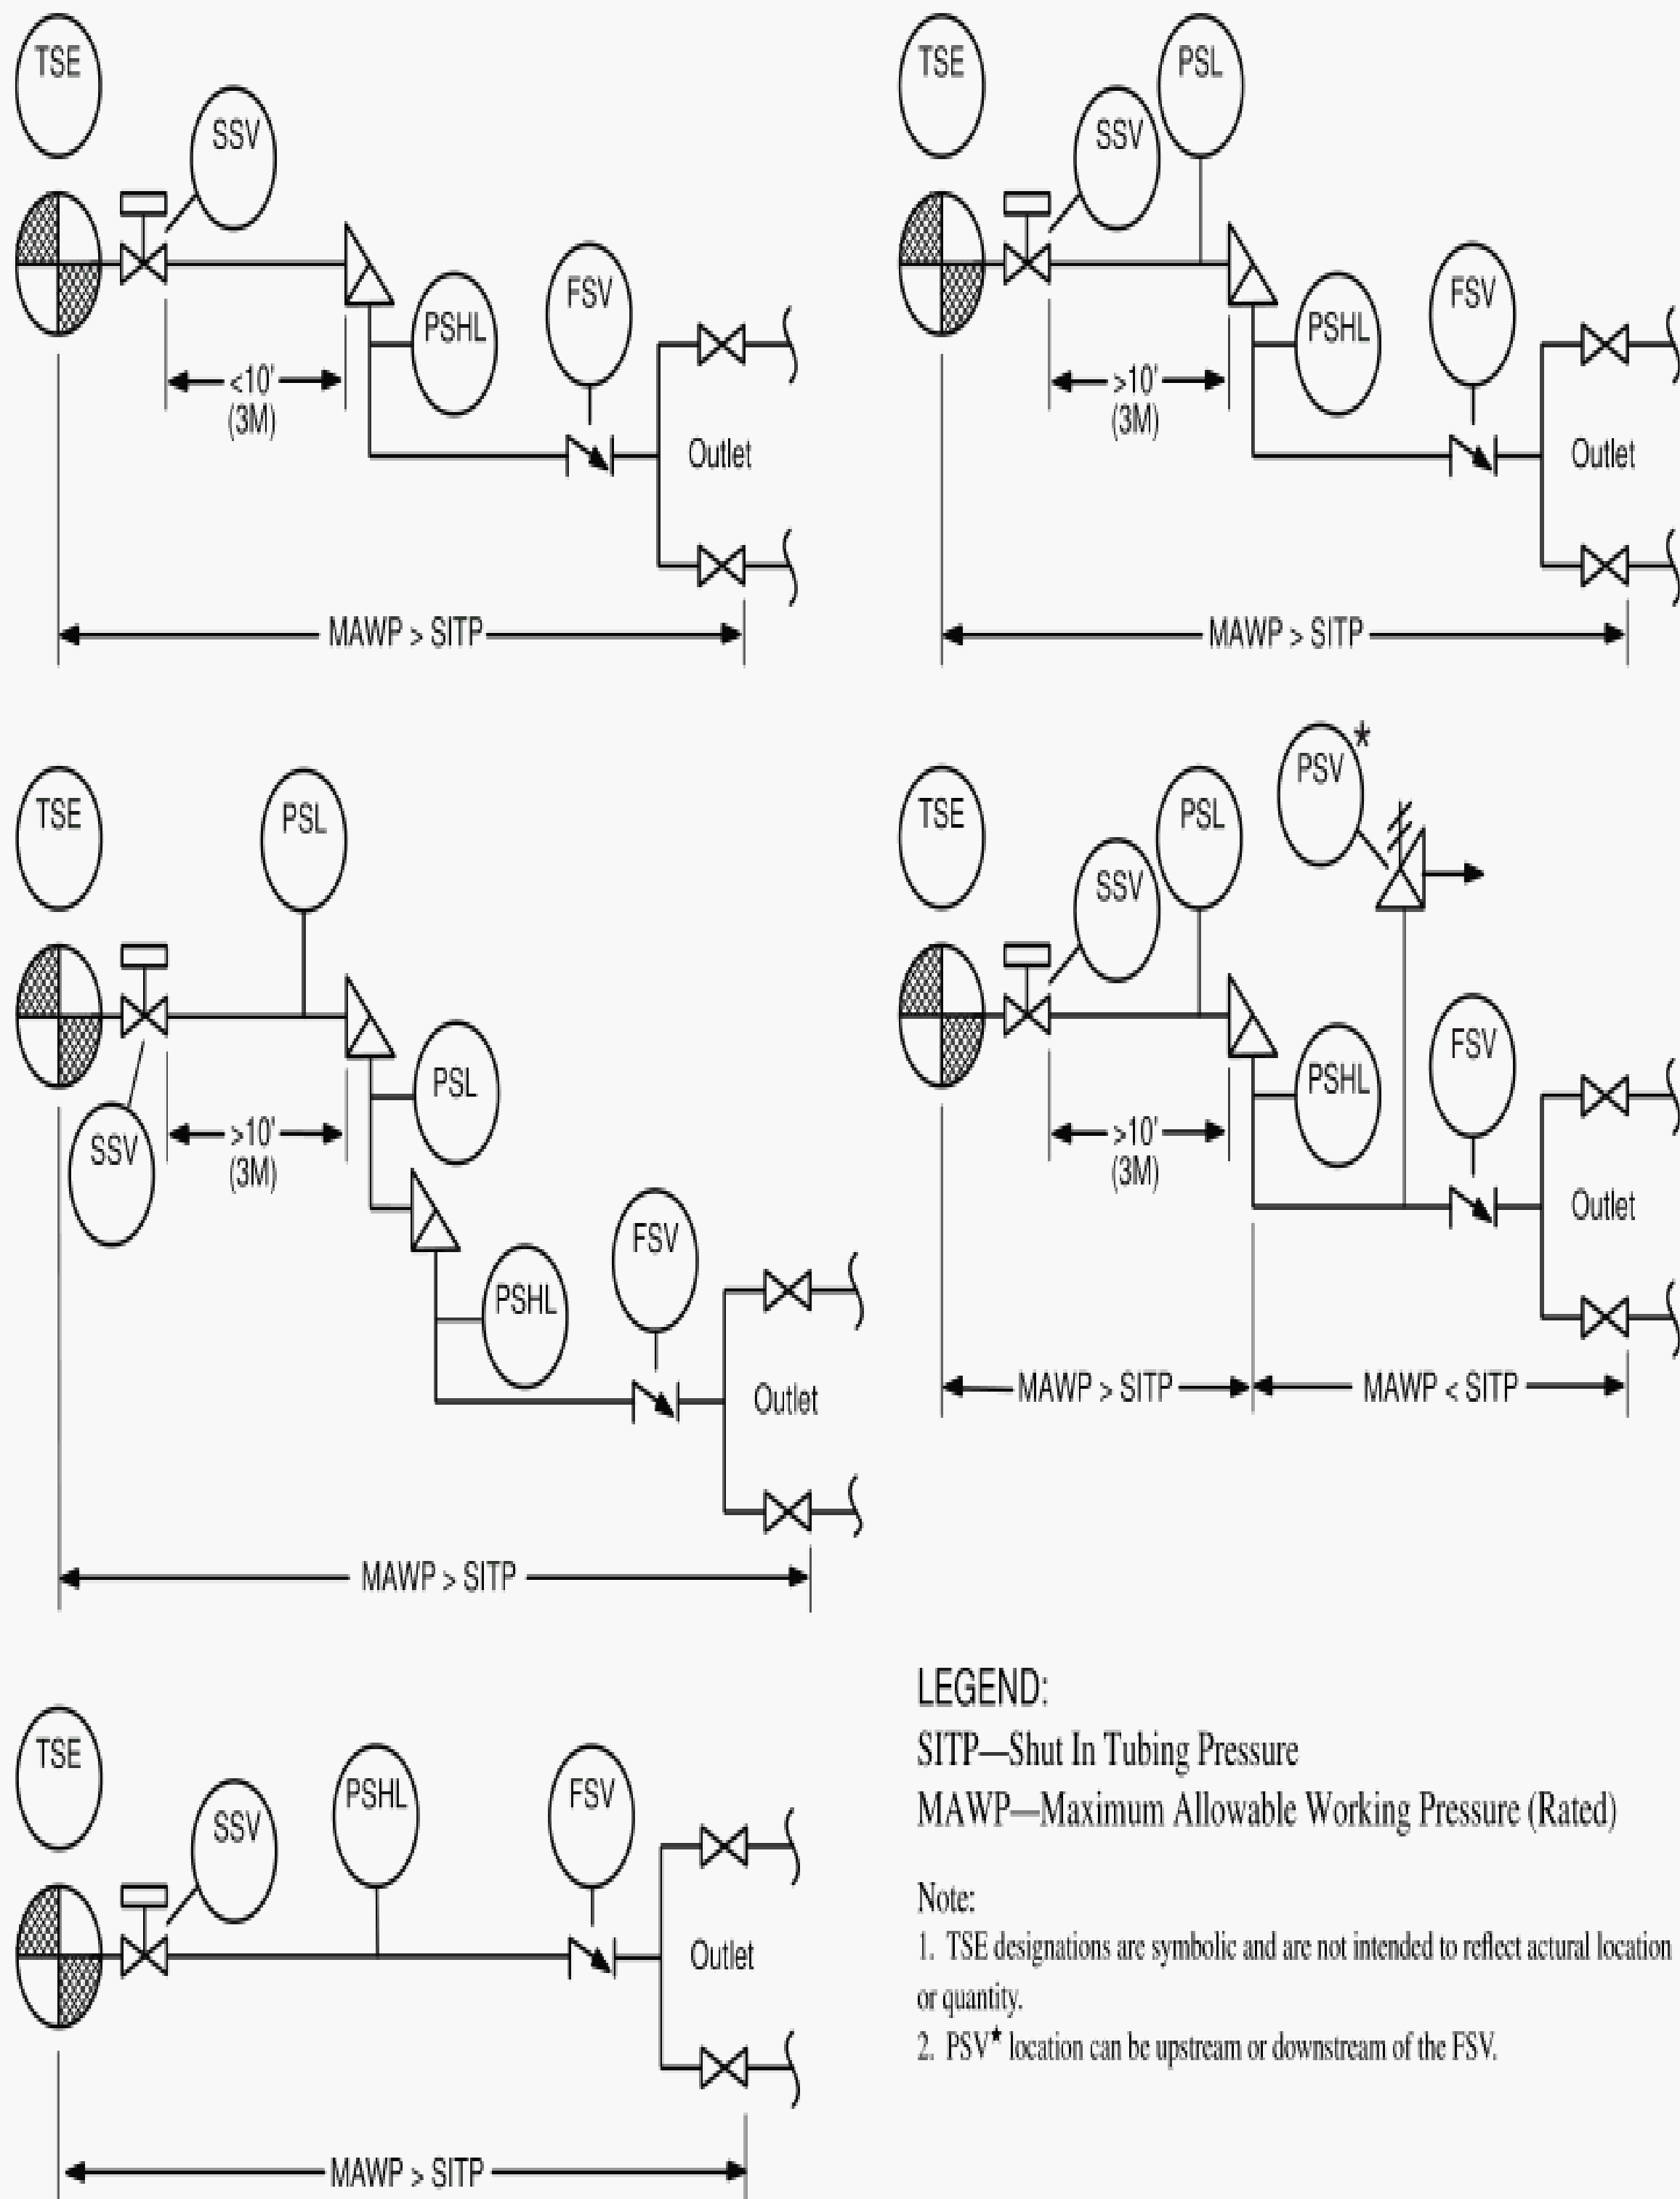 TSE
SSV
<10'
(3M)
PSHL
FSV
Outlet
MAWP > SITP
TSE
PSL
SSV
>10'
(3M)
PSHL
FSV
Outlet
MAWP > SITP
TSE
PSL
SSV
>10'
(3M)
PSL
PSHL
FSV
Outlet
MAWP > SITP
TSE
SSV
PSL
PSV*
>10'
(3M)
PSHL
FSV
Outlet
MAWP > SITP
MAWP < SITP
TSE
SSV
PSHL
FSV
Outlet
MAWP > SITP
LEGEND:
SITP—Shut In Tubing Pressure
MAWP—Maximum Allowable Working Pressure (Rated)
Note:
1. TSE designations are symbolic and are not intended to reflect actural location
or quantity.
2. PSV★ location can be upstream or downstream of the FSV.